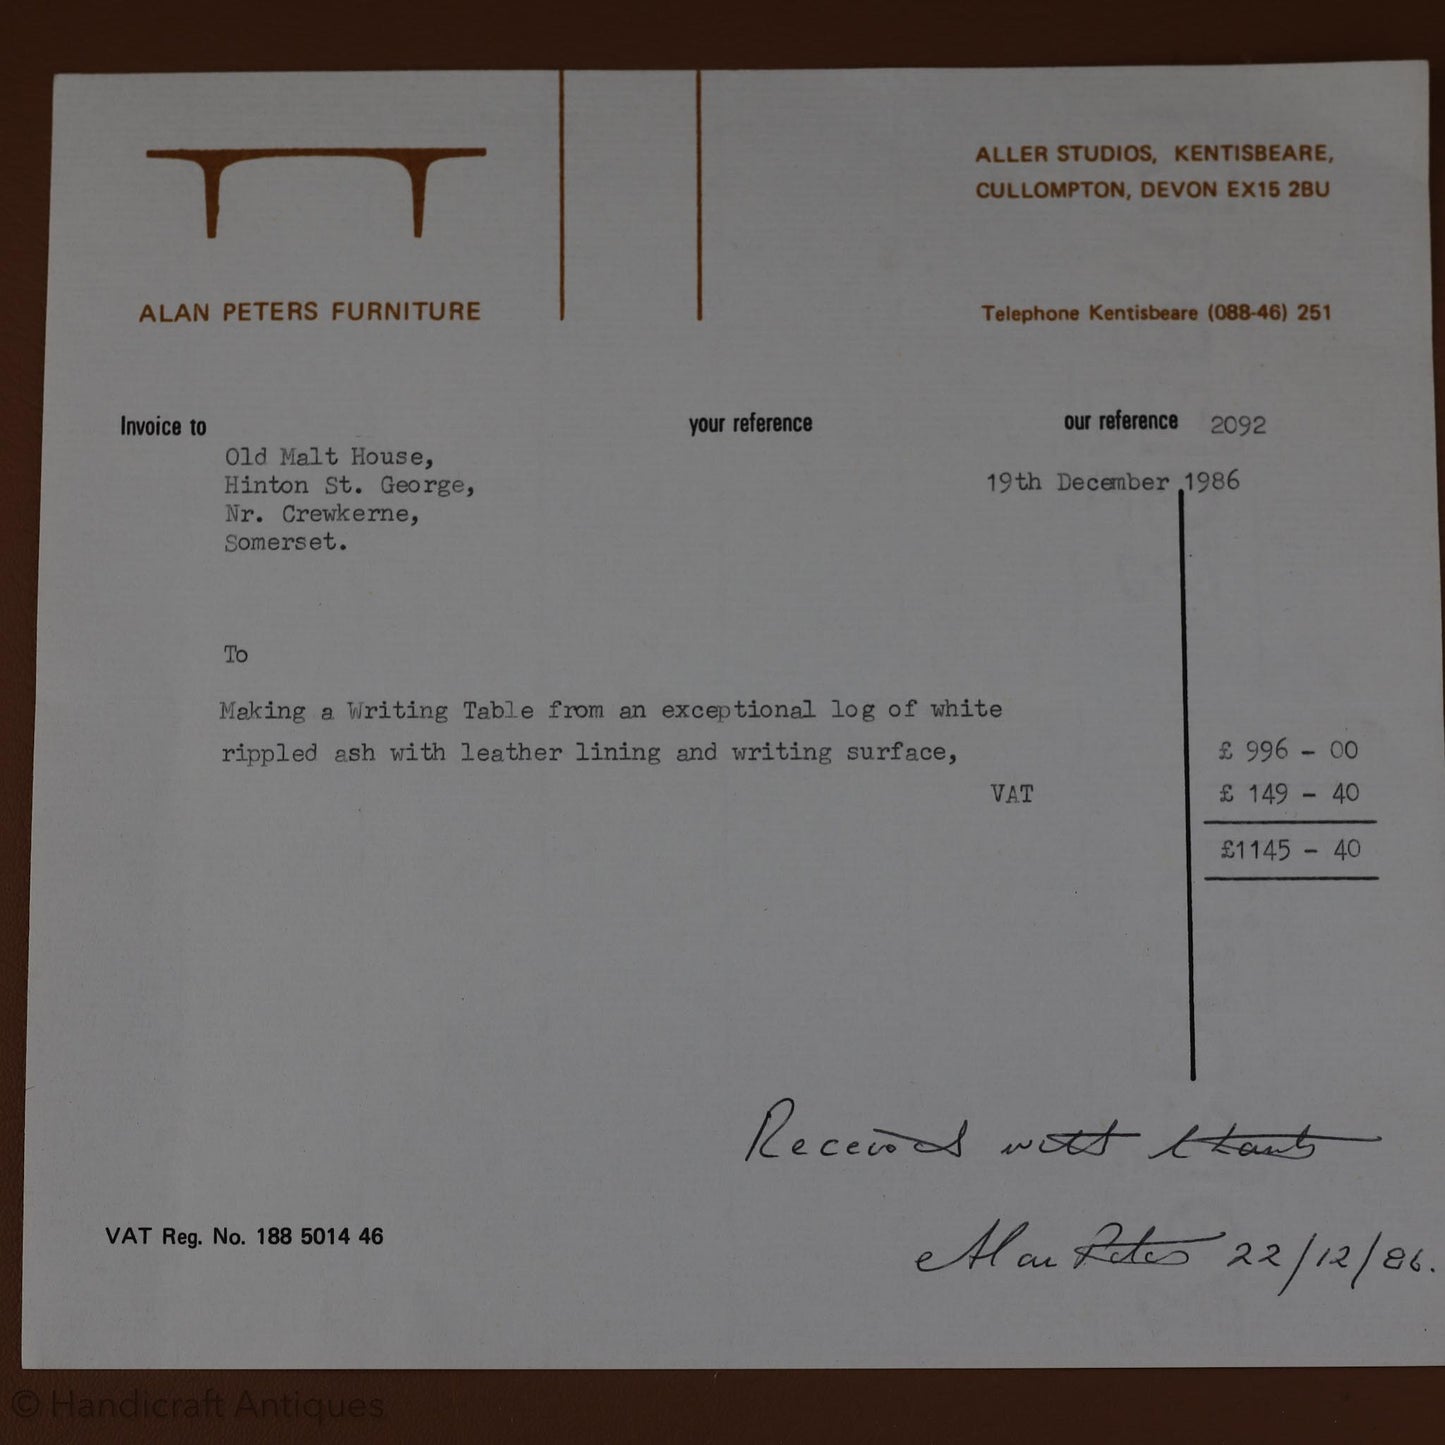 ALAN PETERS FURNITURE
ALLER STUDIOS, KENTISBEARE,
CULLOMPTON, DEVON EX15 2BU
Telephone Kentisbeare (088-46) 251
Invoice to
your reference
our reference 2092
Old Malt House,
Hinton St. George,
Nr. Crewkerne,
Somerset.
19th December 1986
To
Making a Writing Table from an exceptional log of white
rippled ash with leather lining and writing surface,
£ 996 - 00
VAT £ 149 - 40
£1145 - 40
Received with thanks
Alan Peters 22/12/86.
VAT Reg. No. 188 5014 46
© Handicraft Antiques